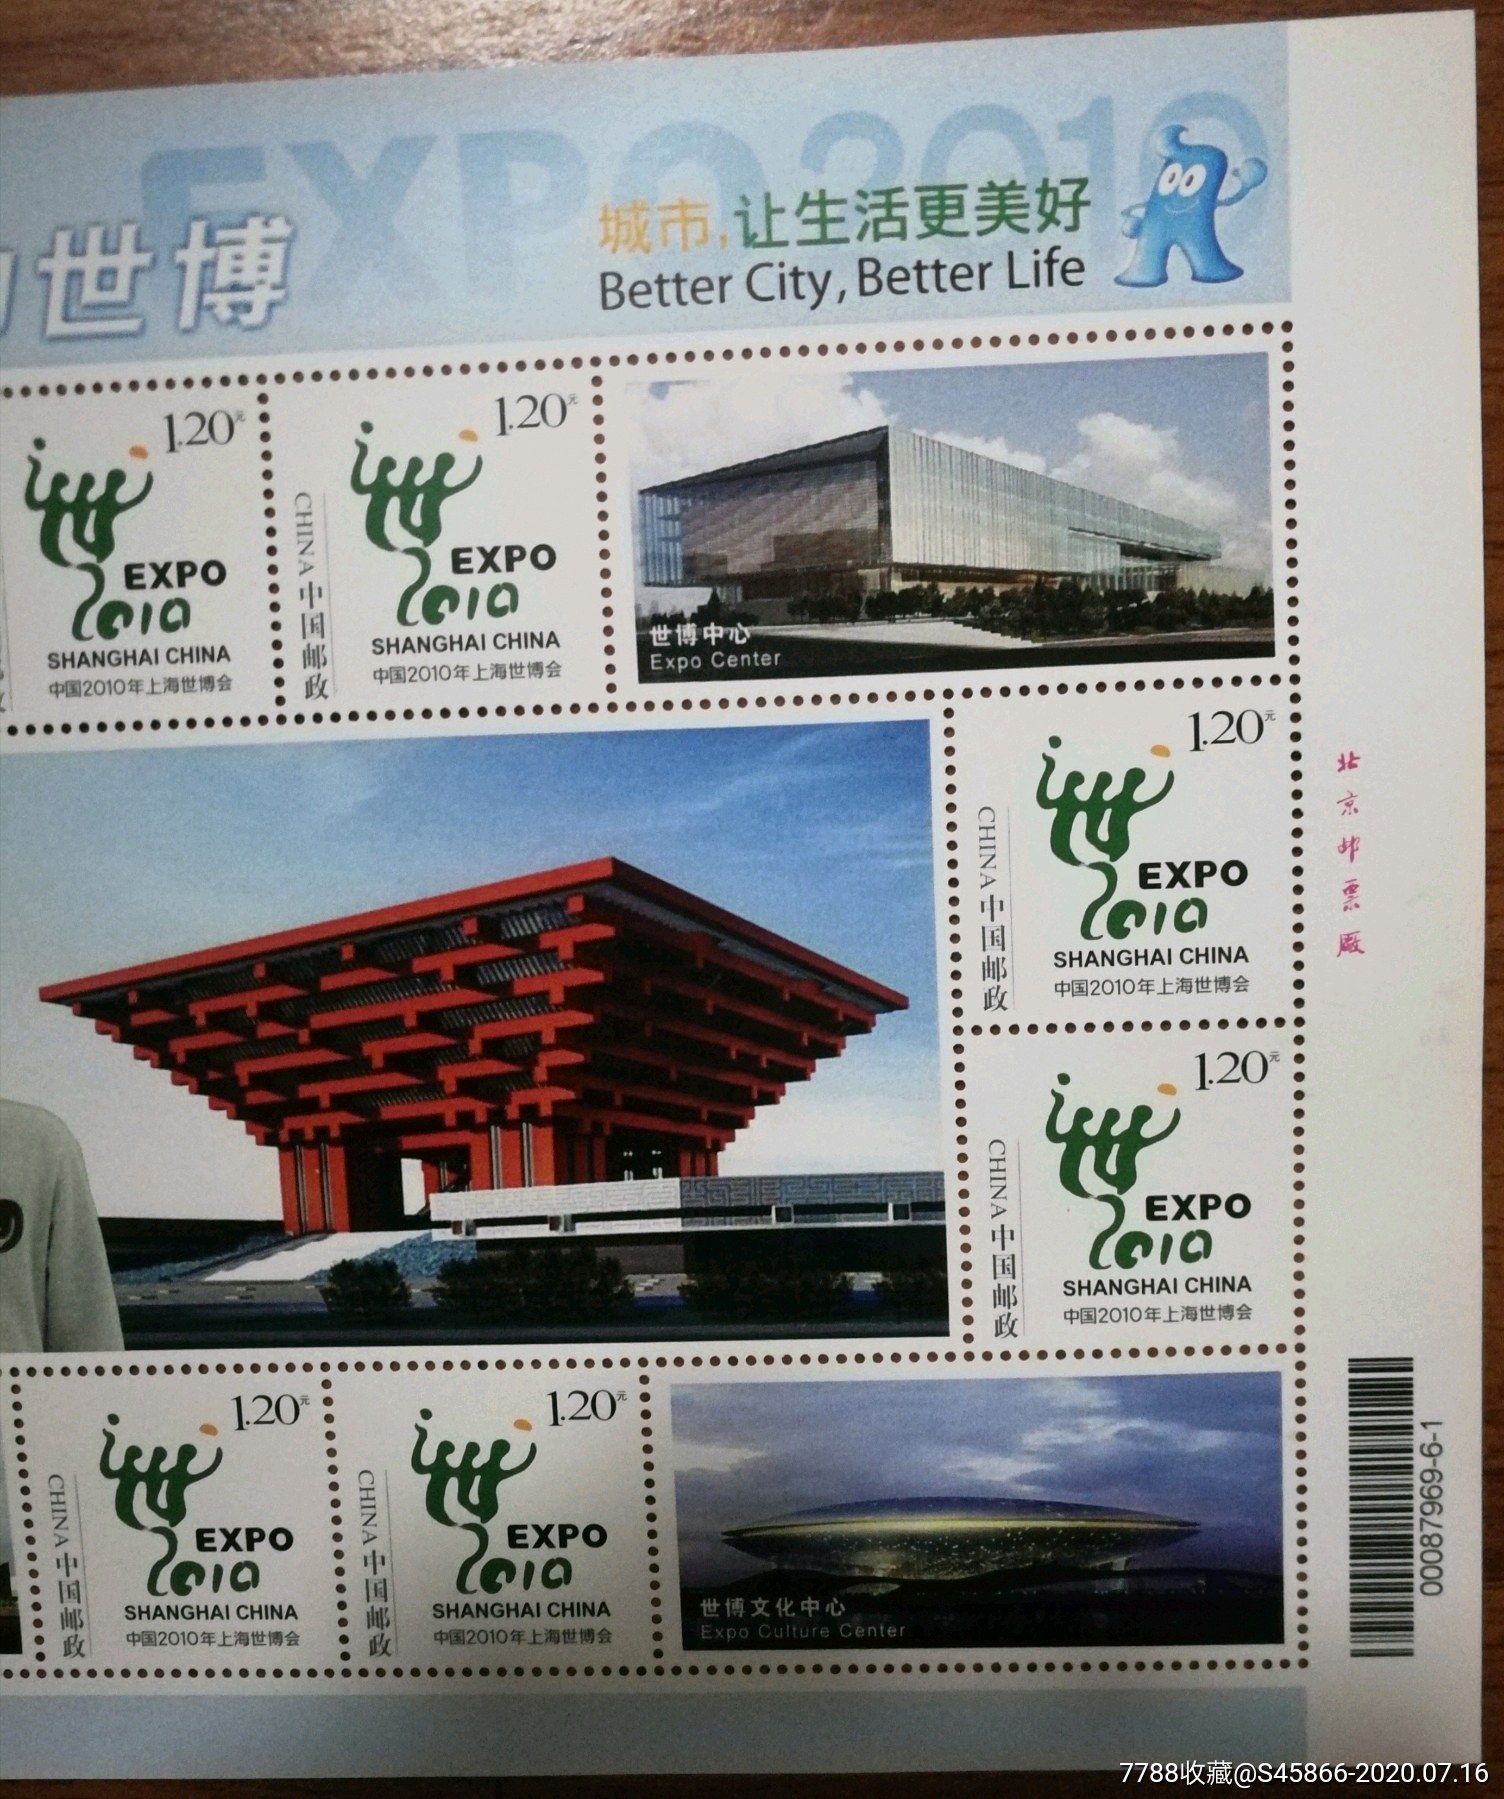 EXPO 2010
世博
城市,让生活更美好
Better City, Better Life
1.20元
EXPO
2010
SHANGHAI CHINA
中国2010年上海世博会
1.20元
CHINA 中国邮政
EXPO
2010
SHANGHAI CHINA
中国2010年上海世博会
世博中心
Expo Center
1.20元
CHINA 中国邮政
EXPO
2010
SHANGHAI CHINA
中国2010年上海世博会
北京邮票厂
1.20元
CHINA 中国邮政
EXPO
2010
SHANGHAI CHINA
中国2010年上海世博会
1.20元
CHINA 中国邮政
EXPO
2010
SHANGHAI CHINA
中国2010年上海世博会
1.20元
CHINA 中国邮政
EXPO
2010
SHANGHAI CHINA
中国2010年上海世博会
世博文化中心
Expo Culture Center
00087969-6-1
7788收藏@S45866-2020.07.16